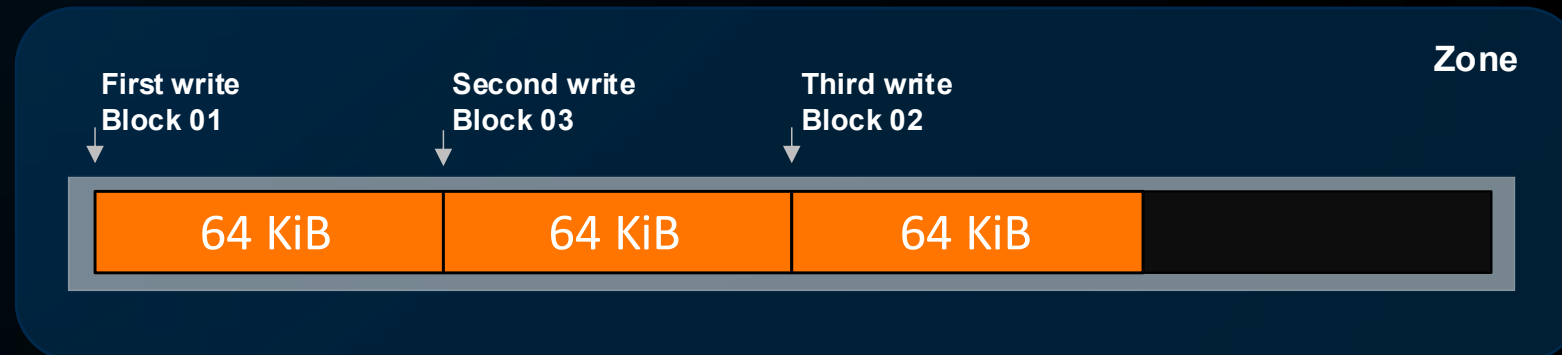 Zone
First write
Block 01
Second write
Block 03
Third write
Block 02
64 KiB
64 KiB
64 KiB